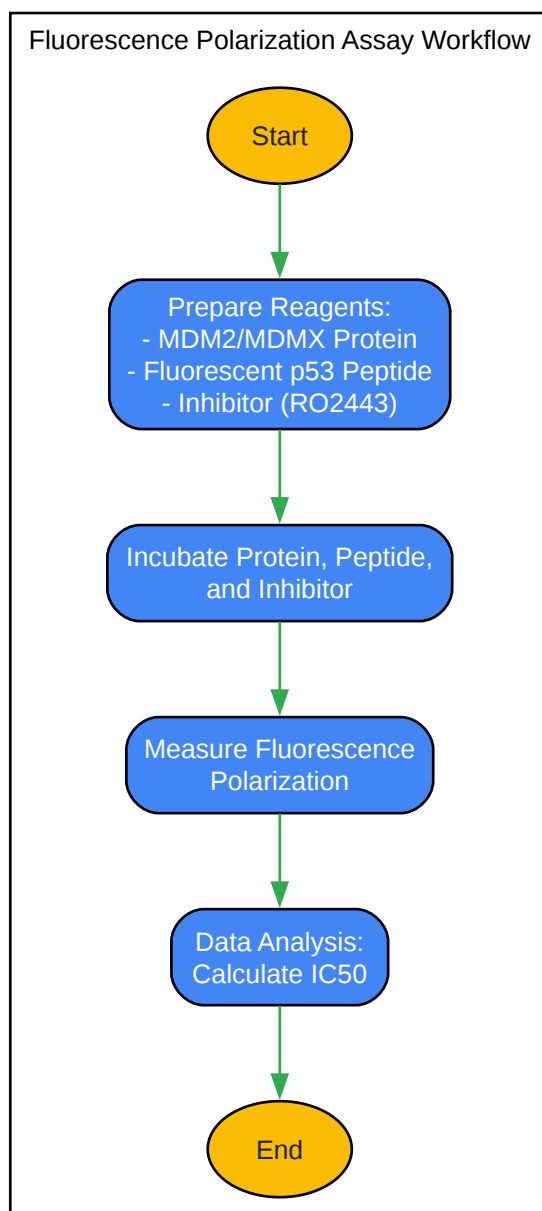 Fluorescence Polarization Assay Workflow
Start
Prepare Reagents:
- MDM2/MDMX Protein
- Fluorescent p53 Peptide
- Inhibitor (RO2443)
Incubate Protein, Peptide,
and Inhibitor
Measure Fluorescence
Polarization
Data Analysis:
Calculate IC50
End